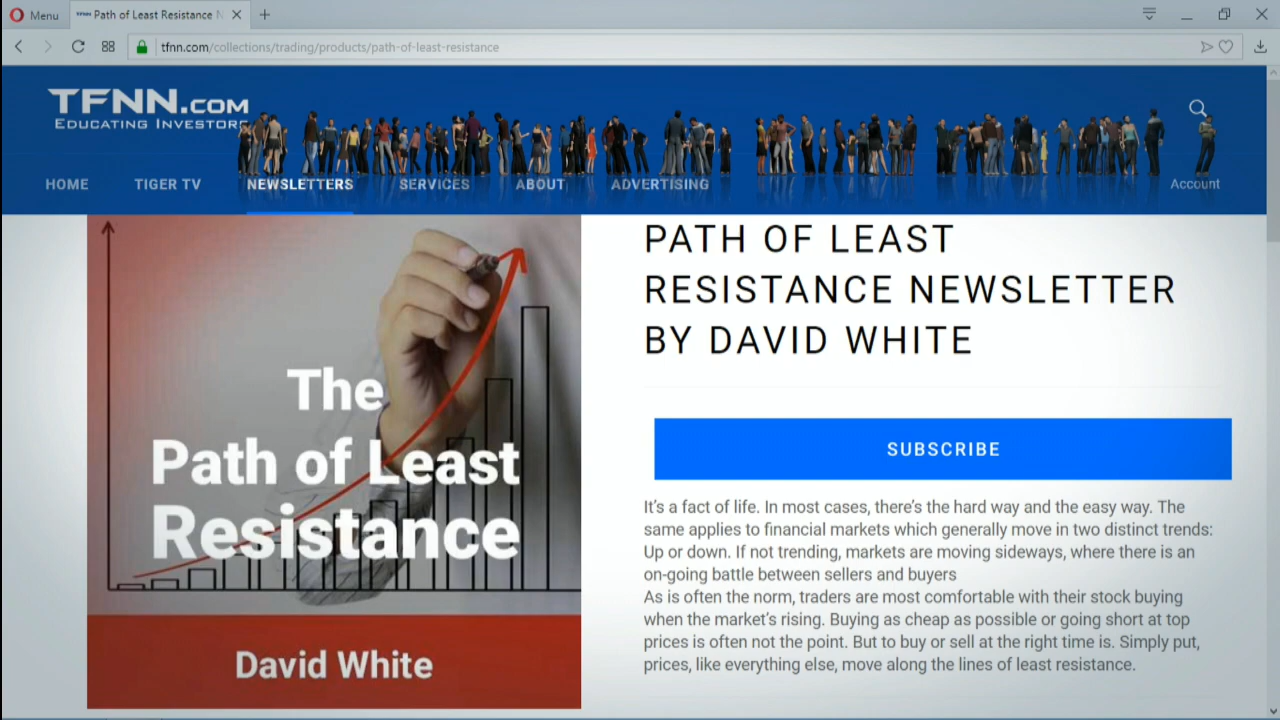 Menu
TFNN Path of Least Resistance N
tfnn.com/collections/trading/products/path-of-least-resistance
TFNN.COM
EDUCATING INVESTORS
HOME TIGER TV NEWSLETTERS SERVICES ABOUT ADVERTISING Account
The
Path of Least
Resistance
David White
PATH OF LEAST
RESISTANCE NEWSLETTER
BY DAVID WHITE
SUBSCRIBE
It's a fact of life. In most cases, there's the hard way and the easy way. The
same applies to financial markets which generally move in two distinct trends:
Up or down. If not trending, markets are moving sideways, where there is an
on-going battle between sellers and buyers
As is often the norm, traders are most comfortable with their stock buying
when the market's rising. Buying as cheap as possible or going short at top
prices is often not the point. But to buy or sell at the right time is. Simply put,
prices, like everything else, move along the lines of least resistance.